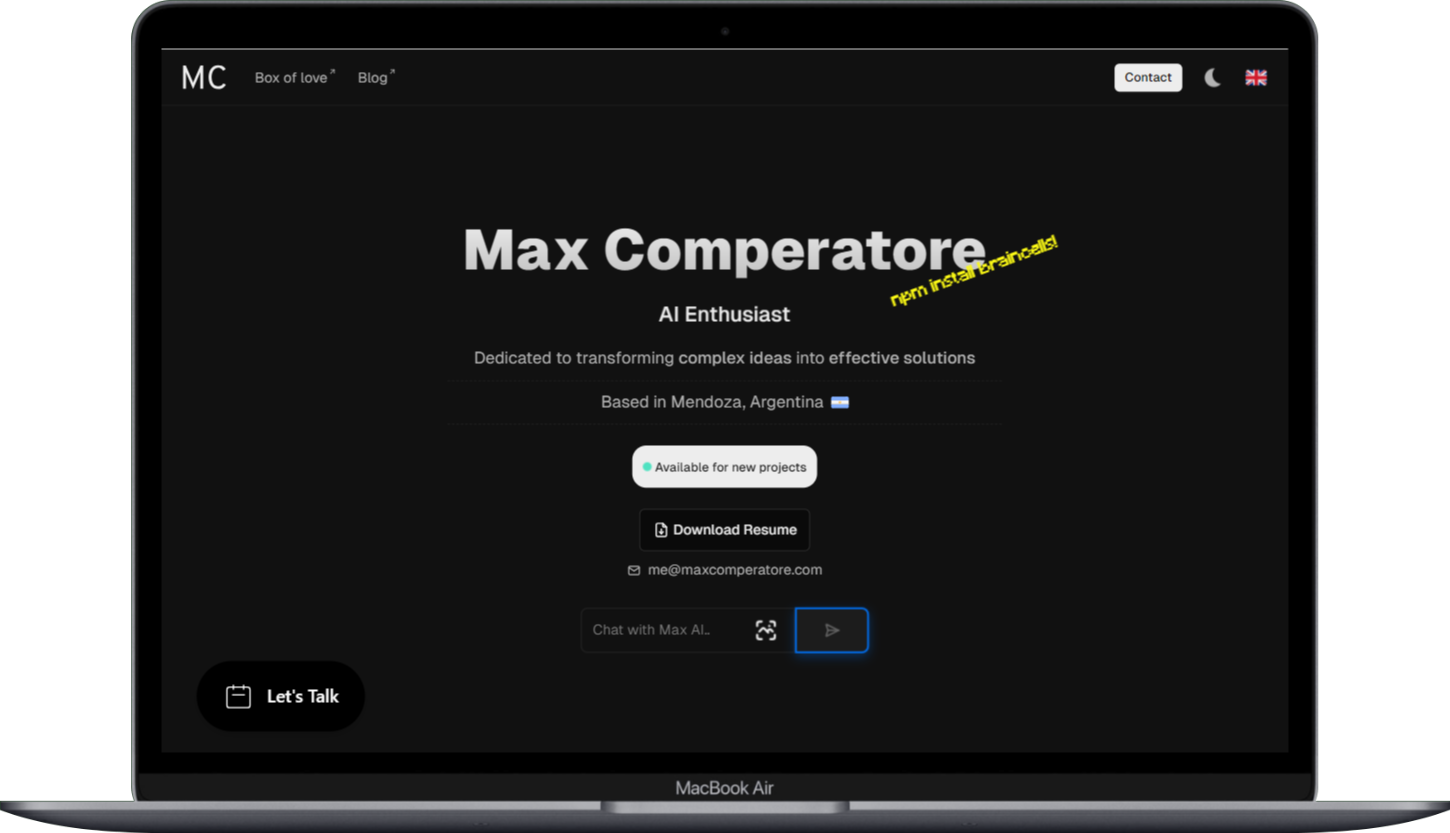 MC
Box of love
Blog
Contact
Max Comperatore
npm install braincells!
AI Enthusiast
Dedicated to transforming complex ideas into effective solutions
Based in Mendoza, Argentina
Available for new projects
Download Resume
me@maxcomperatore.com
Chat with Max AI..
Let's Talk
MacBook Air